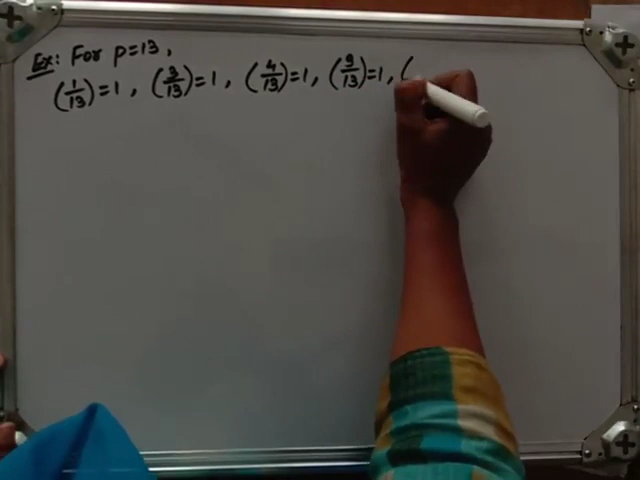 Ex: For p=13,
(1/13)=1, (3/13)=1, (4/13)=1, (9/13)=1, (